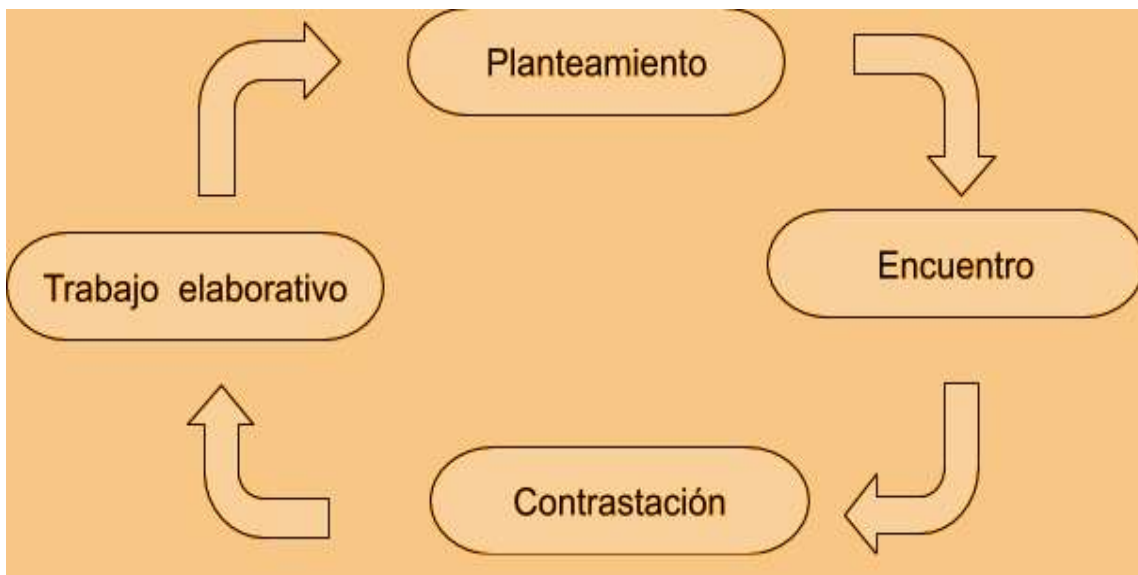 Planteamiento
Encuentro
Trabajo elaborativo
Contrastación